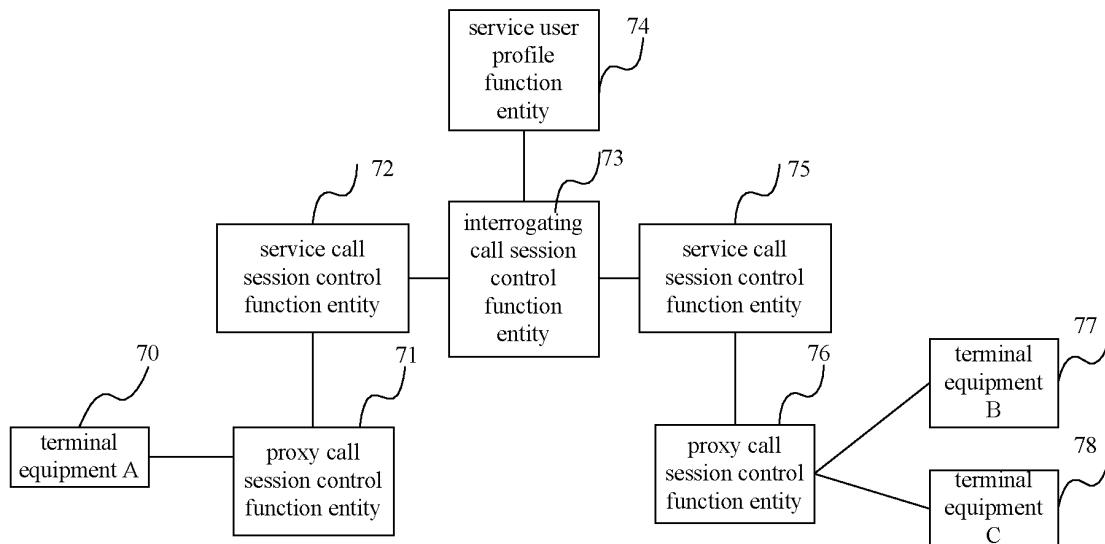 service user
profile
function
entity
74
73
72
75
interrogating
call session
control
function
entity
service call
session control
function entity
service call
session control
function entity
70
71
76
77
terminal
equipment A
proxy call
session control
function entity
proxy call
session control
function entity
terminal
equipment
B
78
terminal
equipment
C